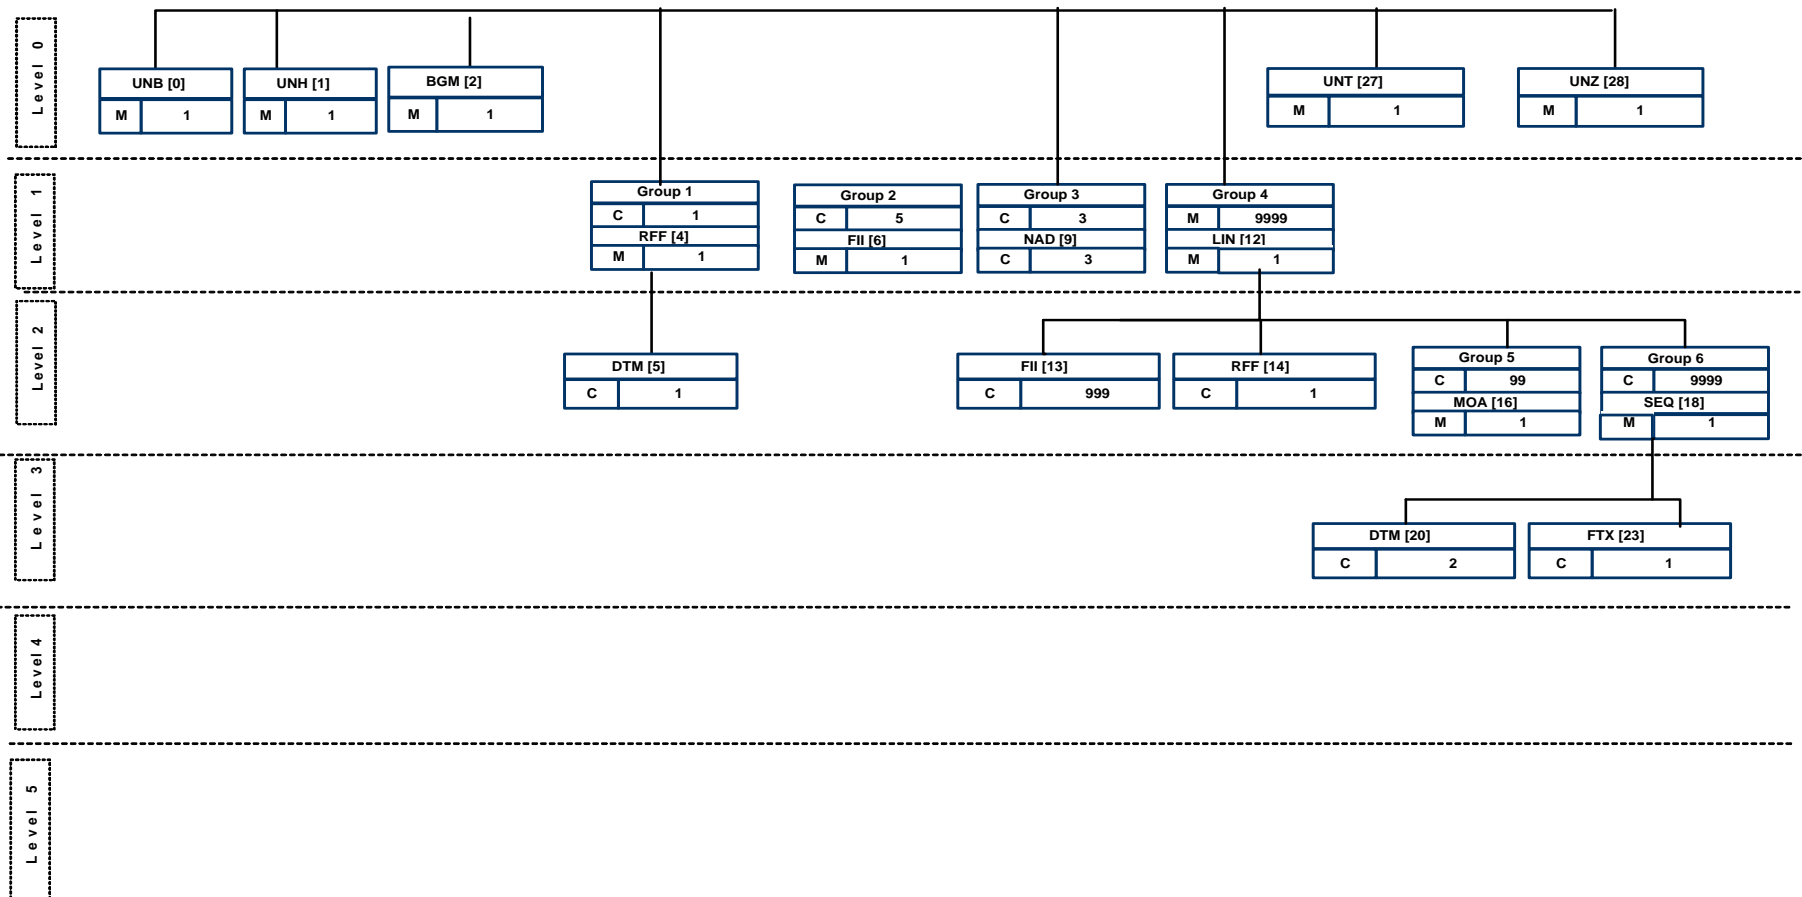 Level 0
UNB [0]
M 1
UNH [1]
M 1
BGM [2]
M 1
UNT [27]
M 1
UNZ [28]
M 1
Level 1
Group 1
C 1
RFF [4]
M 1
Group 2
C 5
FII [6]
M 1
Group 3
C 3
NAD [9]
C 3
Group 4
M 9999
LIN [12]
M 1
Level 2
DTM [5]
C 1
FII [13]
C 999
RFF [14]
C 1
Group 5
C 99
MOA [16]
M 1
Group 6
C 9999
SEQ [18]
M 1
Level 3
DTM [20]
C 2
FTX [23]
C 1
Level 4
Level 5